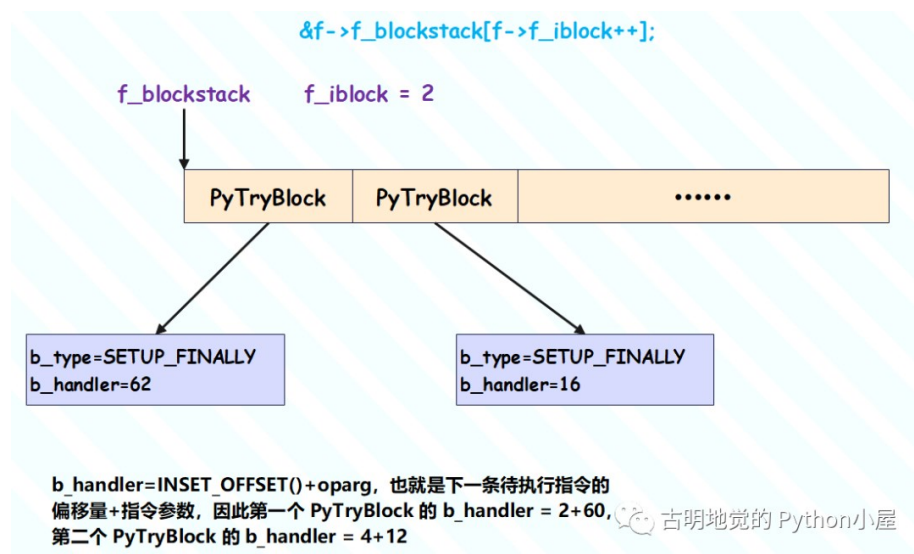 &f->f_blockstack[f->f_iblock++];
f_blockstack f_iblock = 2
PyTryBlock PyTryBlock ······
b_type=SETUP_FINALLY
b_handler=62
b_type=SETUP_FINALLY
b_handler=16
b_handler=INSET_OFFSET()+oparg，也就是下一条待执行指令的
偏移量+指令参数，因此第一个 PyTryBlock 的 b_handler = 2+60，
第二个 PyTryBlock 的 b_handler = 4+12
古明地觉的 Python小屋